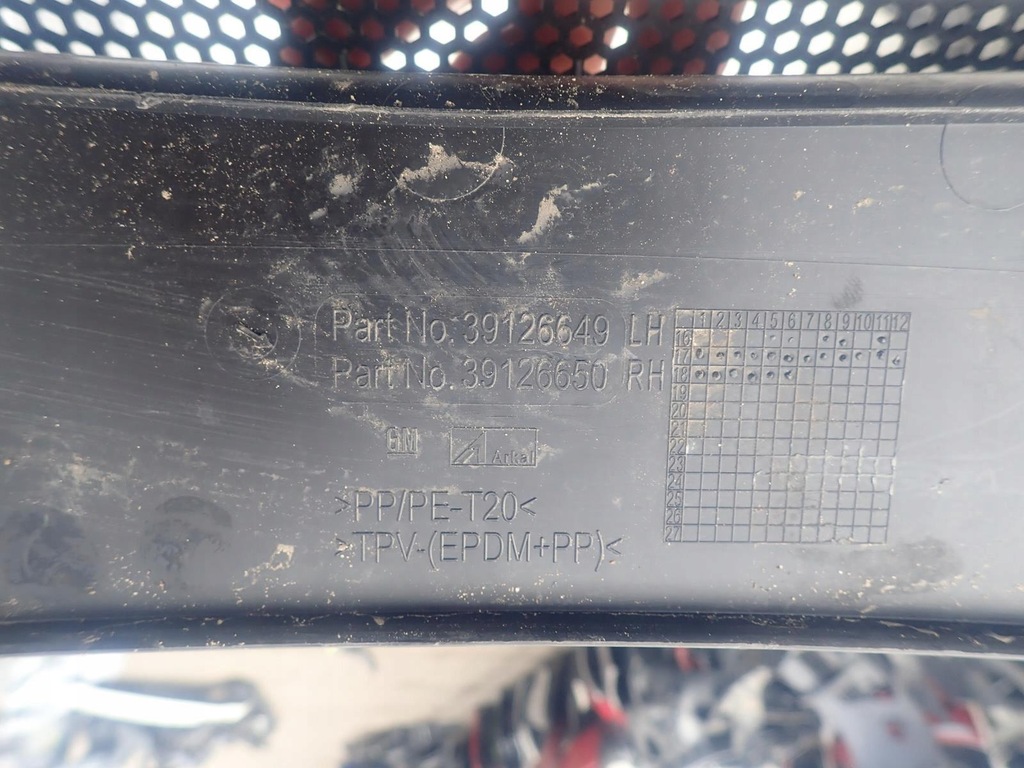 Part No. 39126649 LH
Part No. 39126650 RH
GM
Arkal
>PP/PE-T20<
>TPV-(EPDM+PP)<
1 2 3 4 5 6 7 8 9 10 11 12
16
17
18
19
20
21
22
23
24
25
26
27